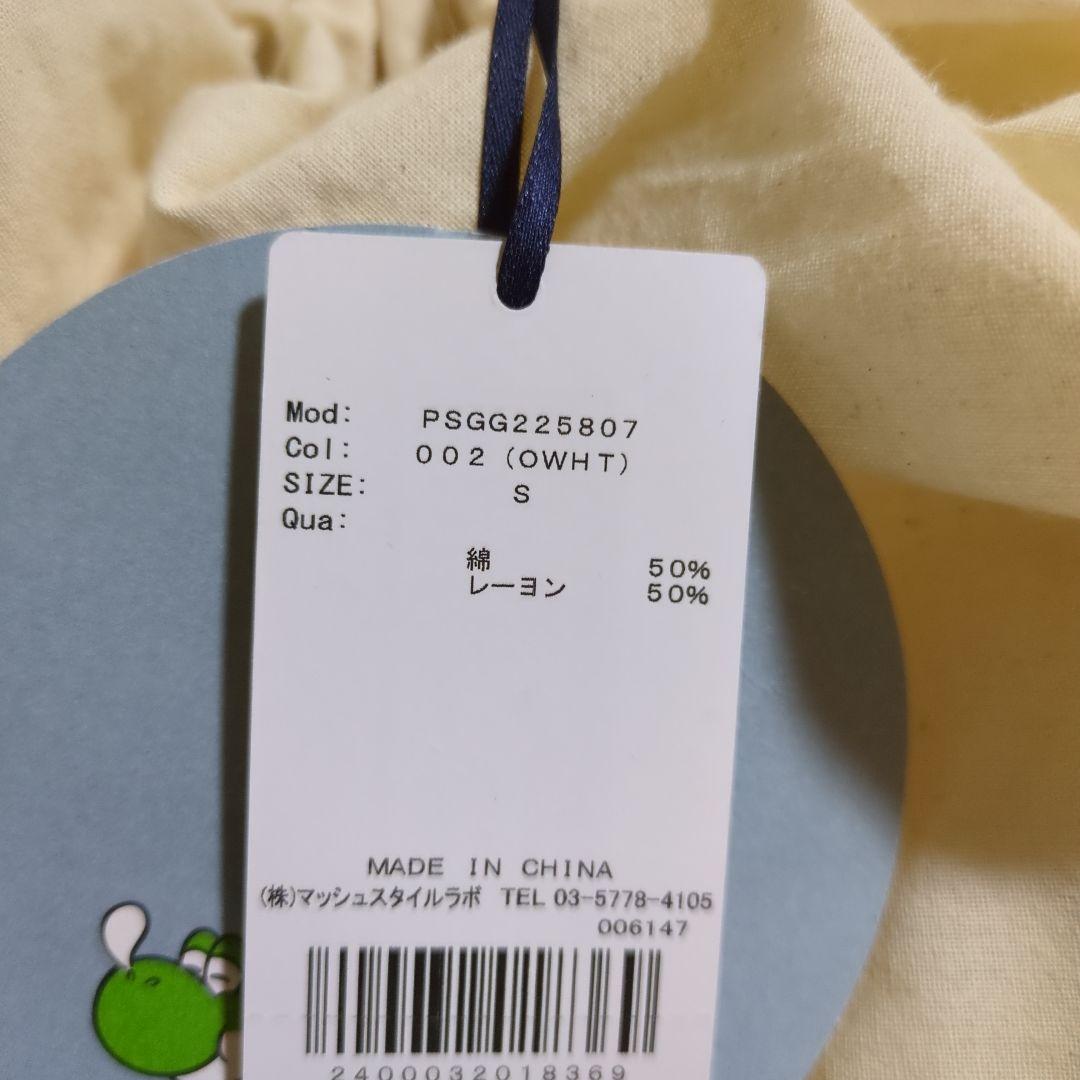 Mod: PSGG225807
Col: 002 (OWHT)
SIZE: S
Qua:
綿 50%
レーヨン 50%
MADE IN CHINA
(株)マッシュスタイルラボ TEL 03-5778-4105
006147
2400032018369